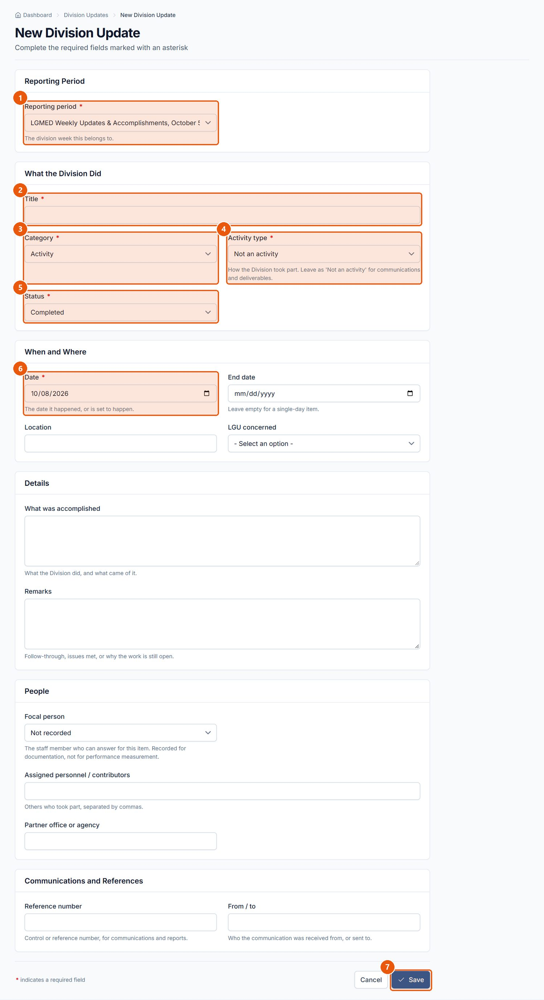 Dashboard > Division Updates > New Division Update
New Division Update
Complete the required fields marked with an asterisk
Reporting Period
1
Reporting period *
LGMED Weekly Updates & Accomplishments, October
The division week this belongs to.
What the Division Did
2
Title *
3
Category *
Activity
4
Activity type *
Not an activity
How the Division took part. Leave as 'Not an activity' for communications
and deliverables.
5
Status *
Completed
When and Where
6
Date *
10/08/2026
The date it happened, or is set to happen.
End date
mm/dd/yyyy
Leave empty for a single-day item.
Location
LGU concerned
- Select an option -
Details
What was accomplished
What the Division did, and what came of it.
Remarks
Follow-through, issues met, or why the work is still open.
People
Focal person
Not recorded
The staff member who can answer for this item. Recorded for
documentation, not for performance measurement.
Assigned personnel / contributors
Others who took part, separated by commas.
Partner office or agency
Communications and References
Reference number
Control or reference number, for communications and reports.
From / to
Who the communication was received from, or sent to.
* indicates a required field
Cancel
7
Save